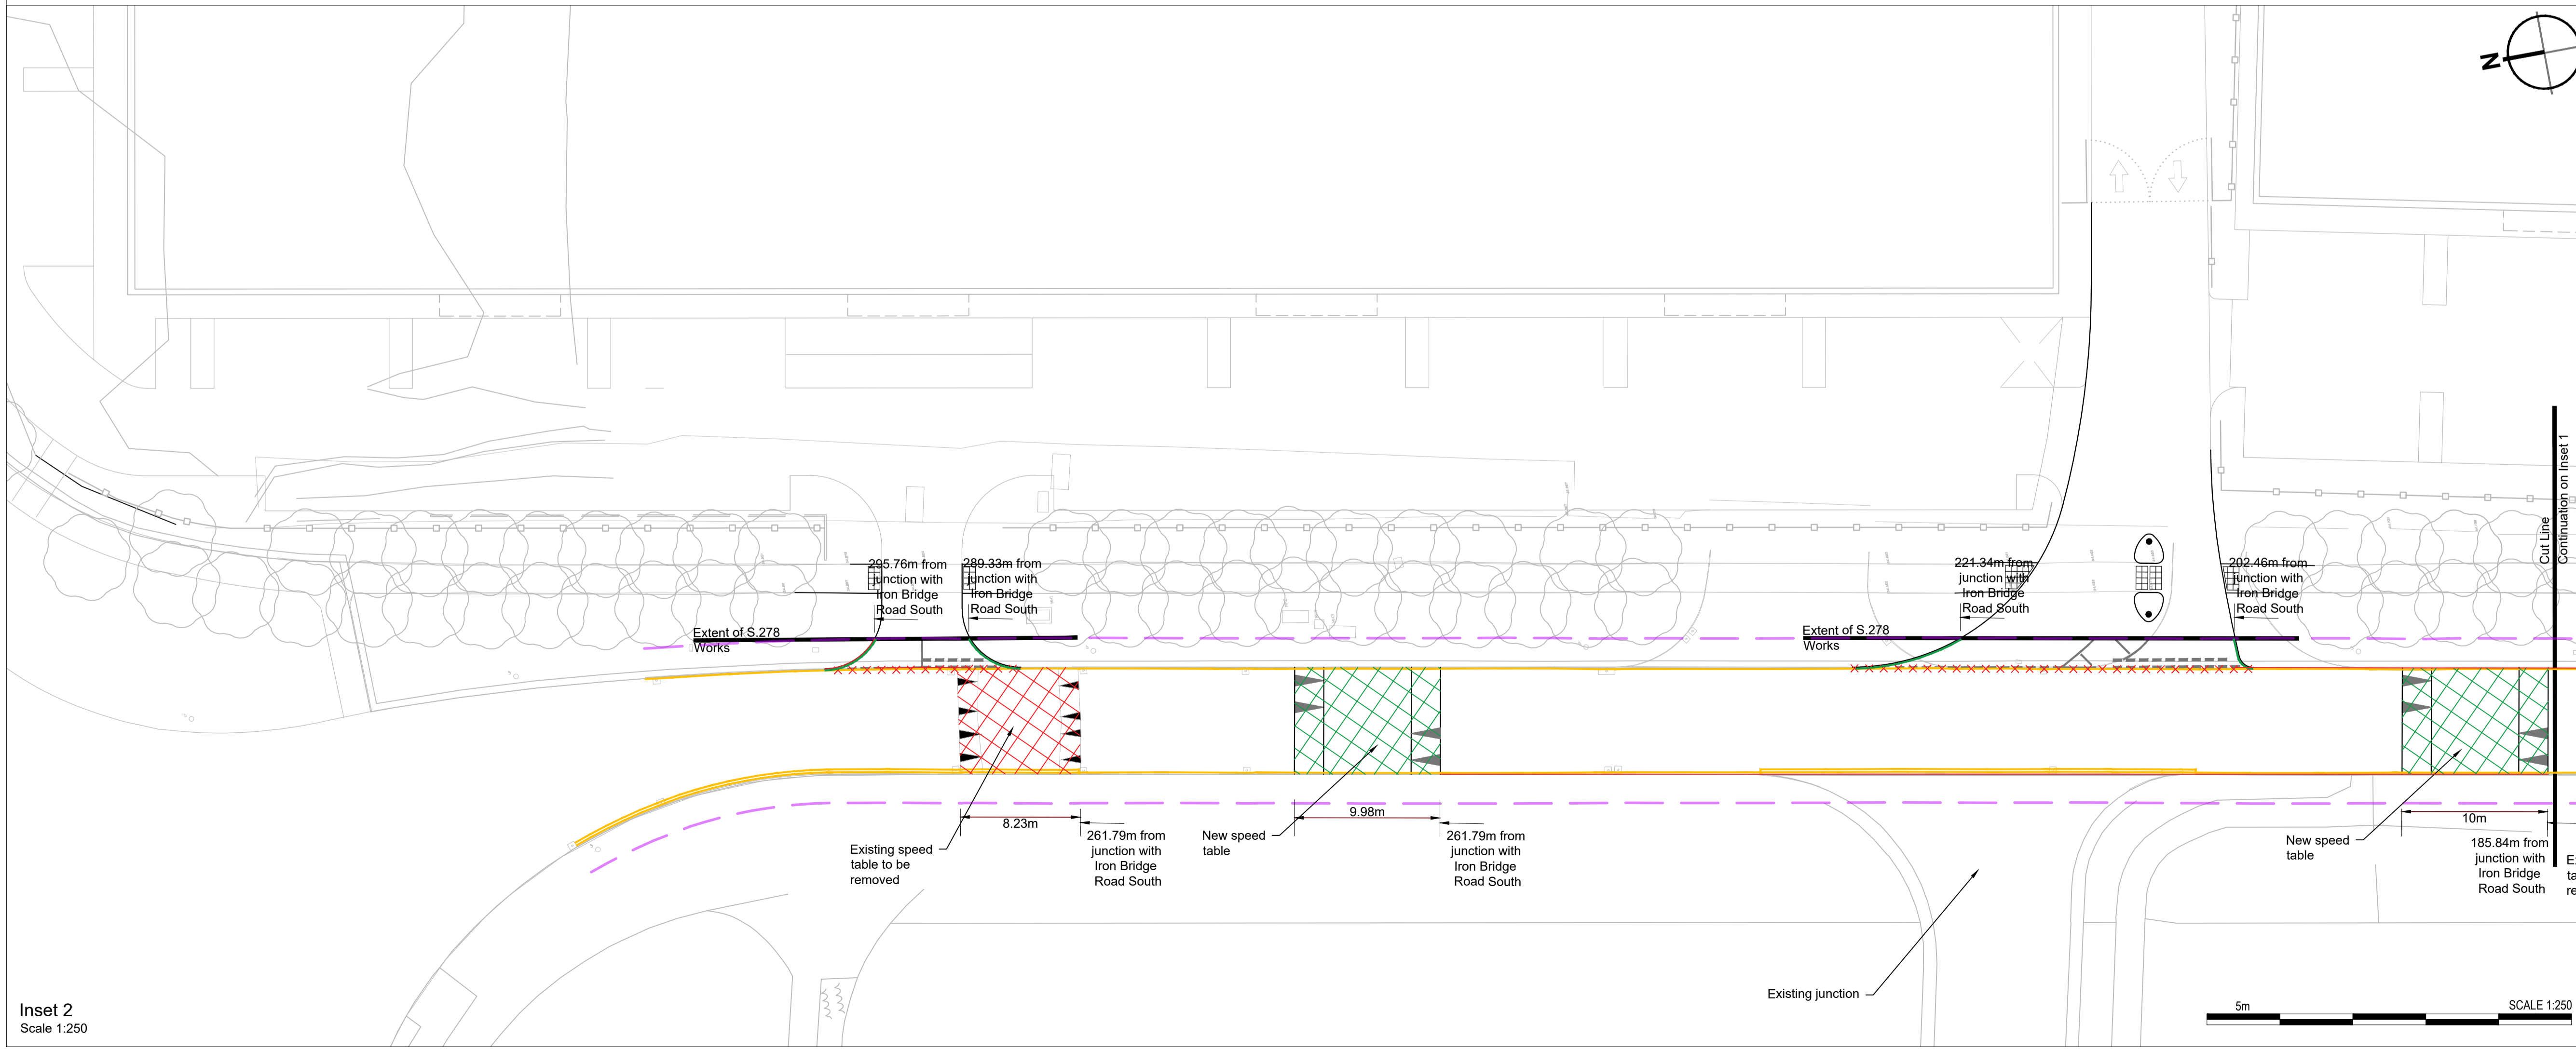 N
Cut Line
Continuation on Inset 1
295.76m from
junction with
Iron Bridge
Road South
289.33m from
junction with
Iron Bridge
Road South
221.34m from
junction with
Iron Bridge
Road South
202.46m from
junction with
Iron Bridge
Road South
Extent of S.278
Works
Extent of S.278
Works
8.23m
261.79m from
junction with
Iron Bridge
Road South
Existing speed
table to be
removed
New speed
table
9.98m
261.79m from
junction with
Iron Bridge
Road South
New speed
table
10m
185.84m from
junction with
Iron Bridge
Road South
Existing junction
Inset 2
Scale 1:250
5m
SCALE 1:250